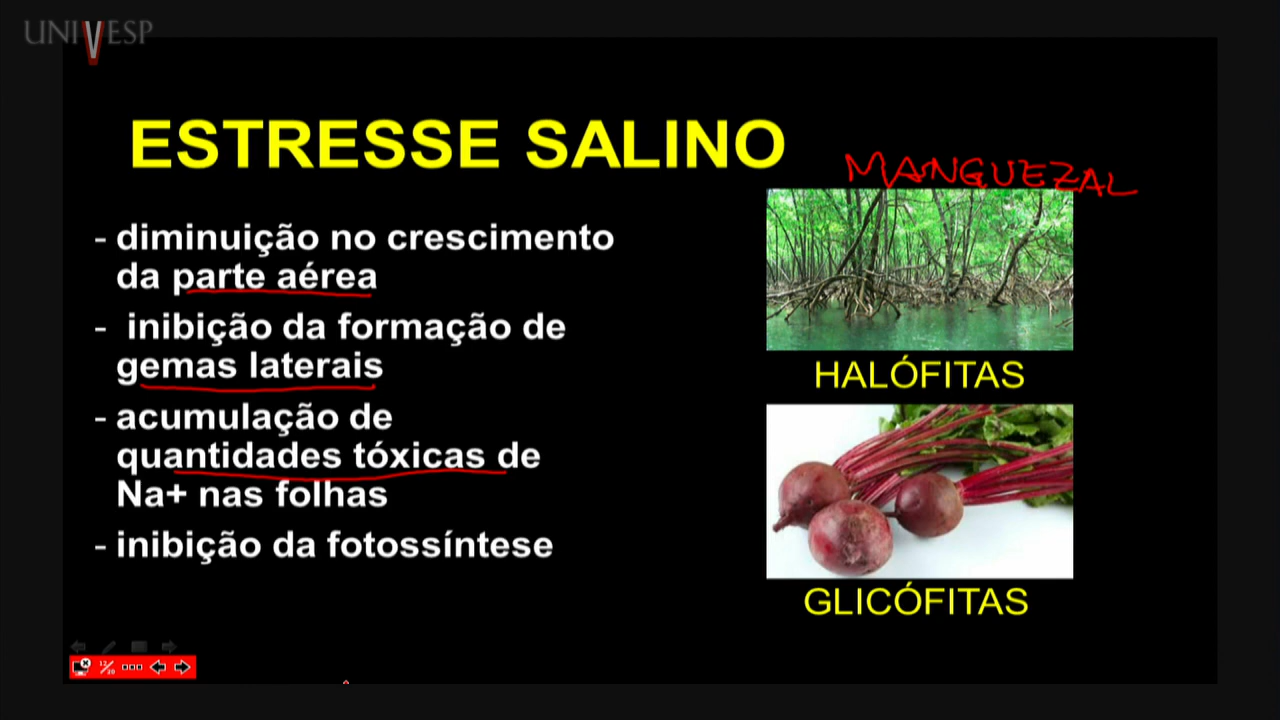 UNIVESP
ESTRESSE SALINO
MANGUEZAL
- diminuição no crescimento
da parte aérea
- inibição da formação de
gemas laterais
- acumulação de
quantidades tóxicas de
Na+ nas folhas
- inibição da fotossíntese
HALÓFITAS
GLICÓFITAS